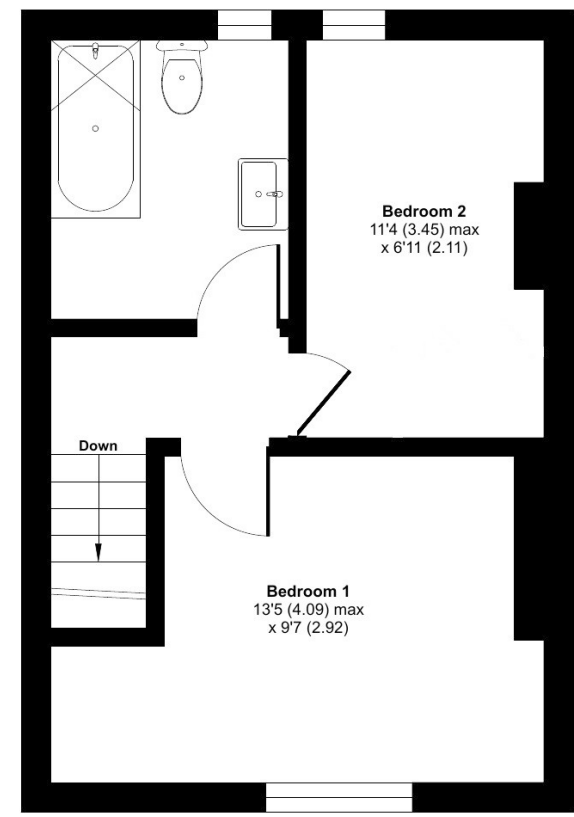 Bedroom 2
11'4 (3.45) max
x 6'11 (2.11)
Down
Bedroom 1
13'5 (4.09) max
x 9'7 (2.92)